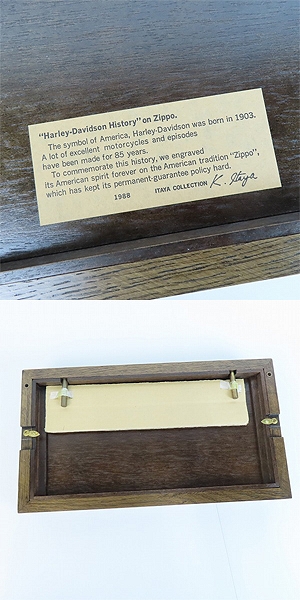 "Harley-Davidson History" on Zippo.
The symbol of America, Harley-Davidson was born in 1903.
A lot of excellent motorcycles and episodes
have been made for 85 years.
To commemorate this history, we engraved
its American spirit forever on the American tradition "Zippo",
which has kept its permanent-guarantee policy hard.
1988 ITAYA COLLECTION K. Itaya